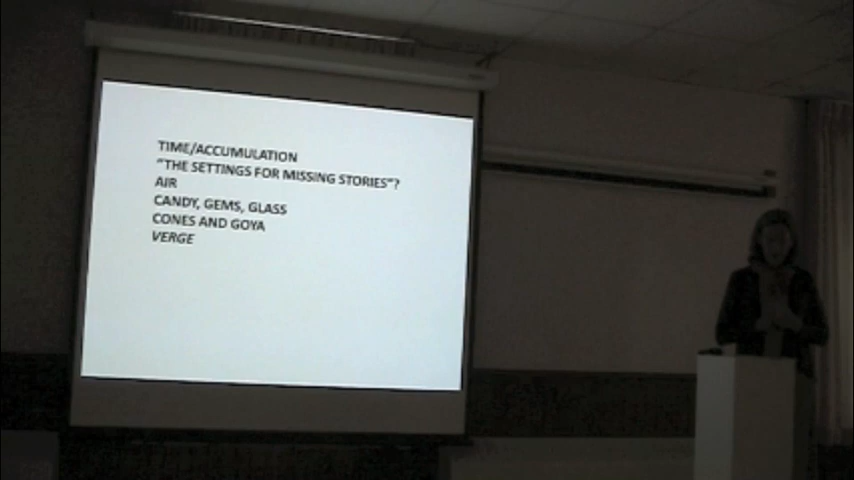 TIME/ACCUMULATION
"THE SETTINGS FOR MISSING STORIES"?
AIR
CANDY, GEMS, GLASS
CONES AND GOYA
VERGE